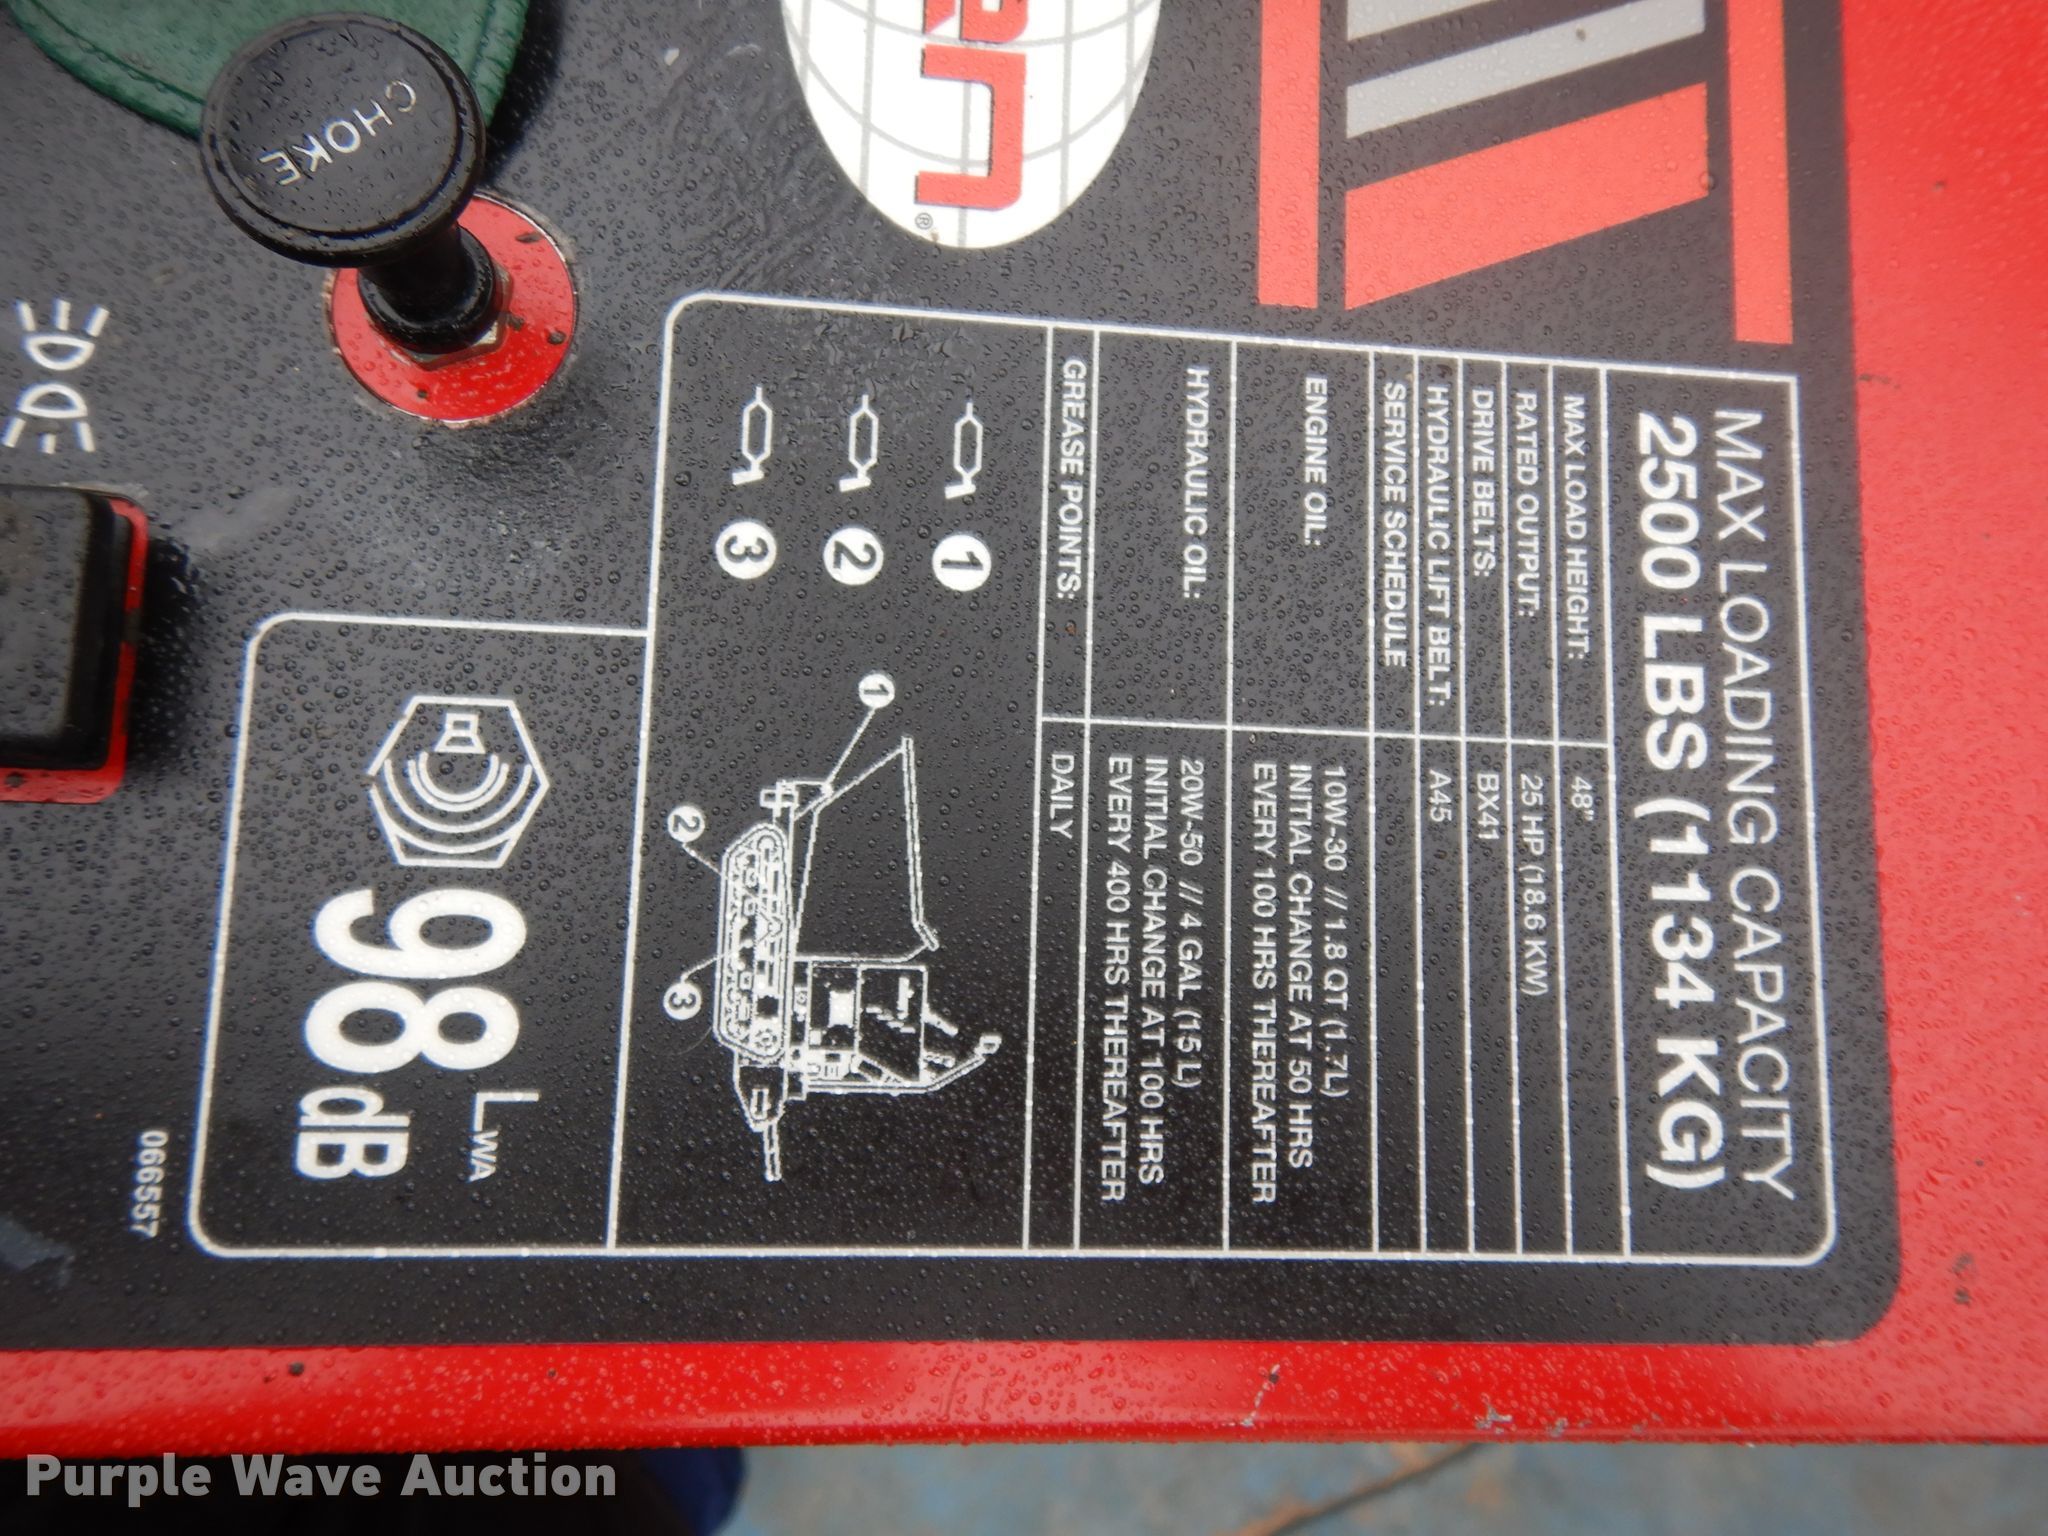 CHOKE
en®
MAX LOADING CAPACITY
2500 LBS (1134 KG)
MAX LOAD HEIGHT: 48"
RATED OUTPUT: 25 HP (18.6 KW)
DRIVE BELTS: BX41
HYDRAULIC LIFT BELT: A45
SERVICE SCHEDULE
ENGINE OIL: 10W-30 // 1.8 QT (1.7L)
INITIAL CHANGE AT 50 HRS
EVERY 100 HRS THEREAFTER
HYDRAULIC OIL: 20W-50 // 4 GAL (15 L)
INITIAL CHANGE AT 100 HRS
EVERY 400 HRS THEREAFTER
GREASE POINTS: DAILY
1
2
3
1
2
3
98 LWA
98dB
066557
Purple Wave Auction